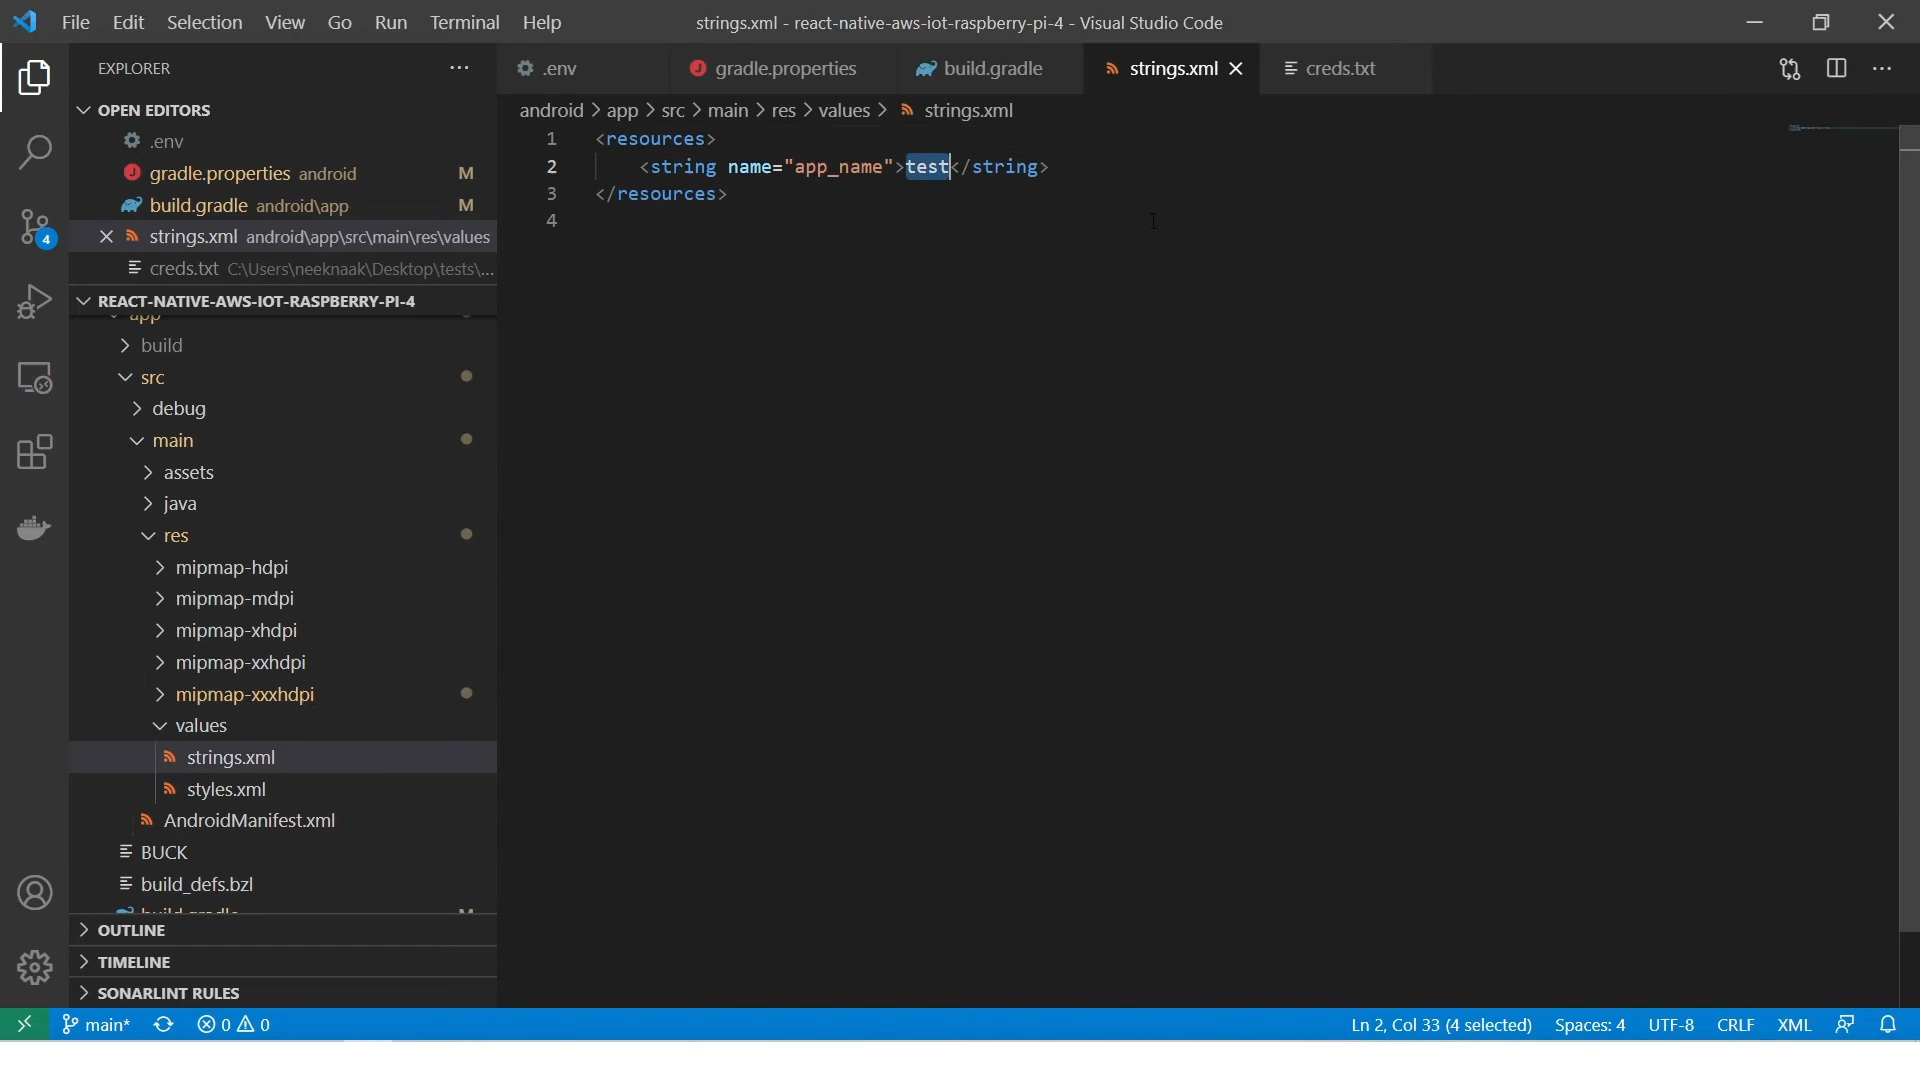 File Edit Selection View Go Run Terminal Help
strings.xml - react-native-aws-iot-raspberry-pi-4 - Visual Studio Code
EXPLORER
OPEN EDITORS
.env
gradle.properties android M
build.gradle android\app M
strings.xml android\app\src\main\res\values
creds.txt C:\Users\neeknaak\Desktop\tests\...
REACT-NATIVE-AWS-IOT-RASPBERRY-PI-4
app
build
src
debug
main
assets
java
res
mipmap-hdpi
mipmap-mdpi
mipmap-xhdpi
mipmap-xxhdpi
mipmap-xxxhdpi
values
strings.xml
styles.xml
AndroidManifest.xml
BUCK
build_defs.bzl
build.gradle M
OUTLINE
TIMELINE
SONARLINT RULES
4
.env gradle.properties build.gradle strings.xml creds.txt
android > app > src > main > res > values > strings.xml
1 <resources>
2 <string name="app_name">test</string>
3 </resources>
4
main* 0 0
Ln 2, Col 33 (4 selected) Spaces: 4 UTF-8 CRLF XML